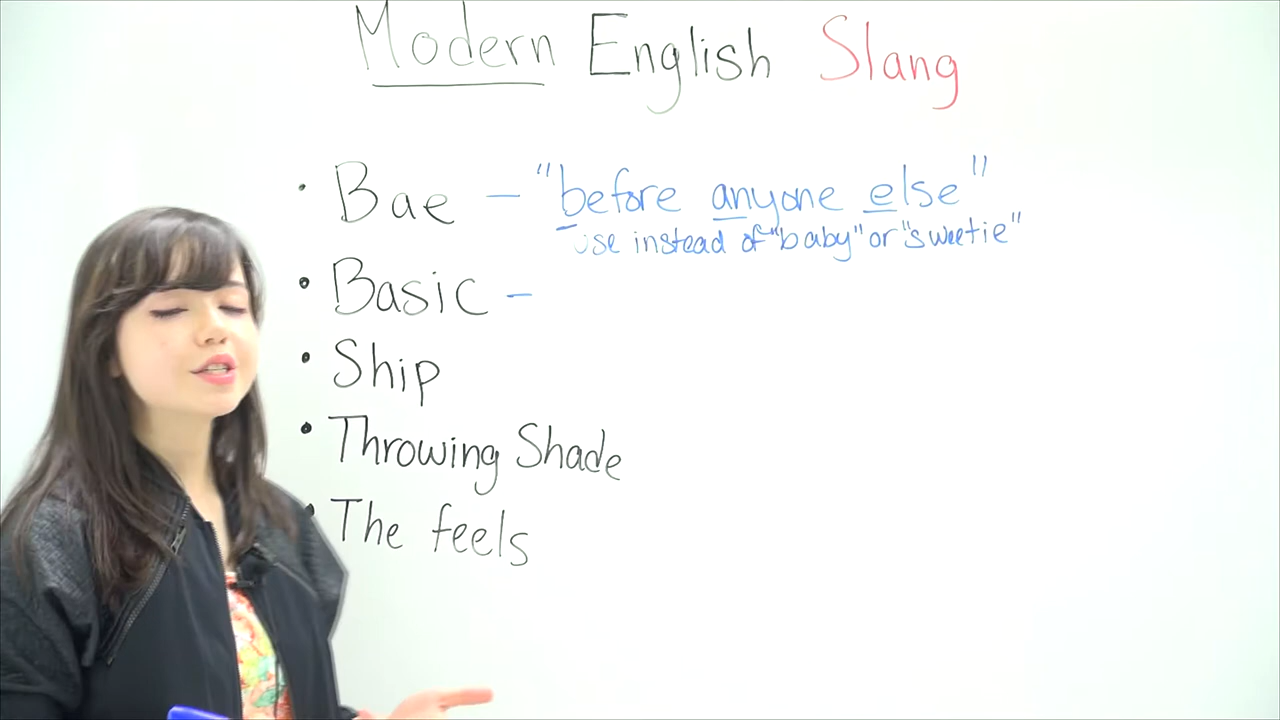 Modern English Slang
• Bae - "before anyone else"
use instead of "baby" or "sweetie"
• Basic -
• Ship
• Throwing Shade
• The feels